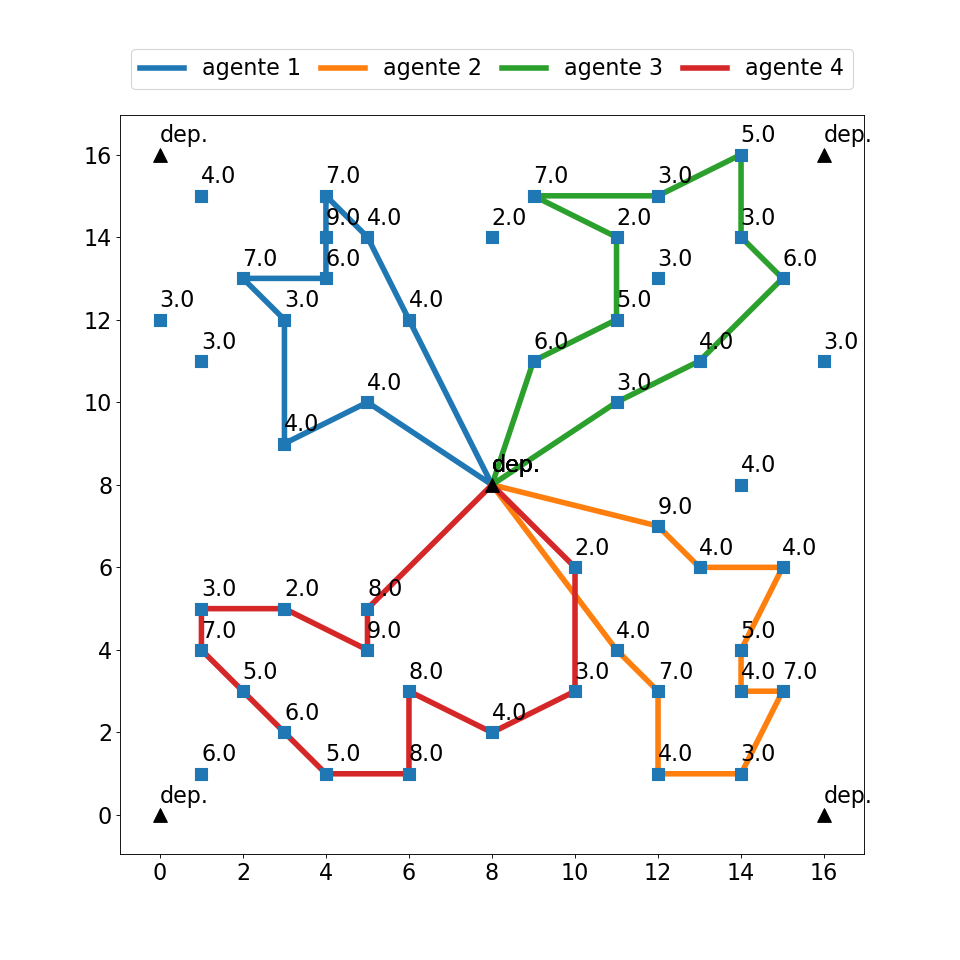 agente 1 agente 2 agente 3 agente 4
dep. 5.0 dep.
16
4.0 7.0 7.0 3.0
9.0 4.0 2.0 2.0 3.0
14
7.0 6.0 3.0 6.0
3.0 3.0 4.0 5.0
12
3.0 6.0 4.0 3.0
4.0 3.0
10
4.0
dep. dep. 4.0
8
9.0
2.0 4.0 4.0
6
3.0 2.0 8.0
7.0 9.0 4.0 5.0
4
5.0 8.0 3.0 7.0 4.0 7.0
6.0 4.0
2
6.0 5.0 8.0 4.0 3.0
dep. dep.
0
0 2 4 6 8 10 12 14 16